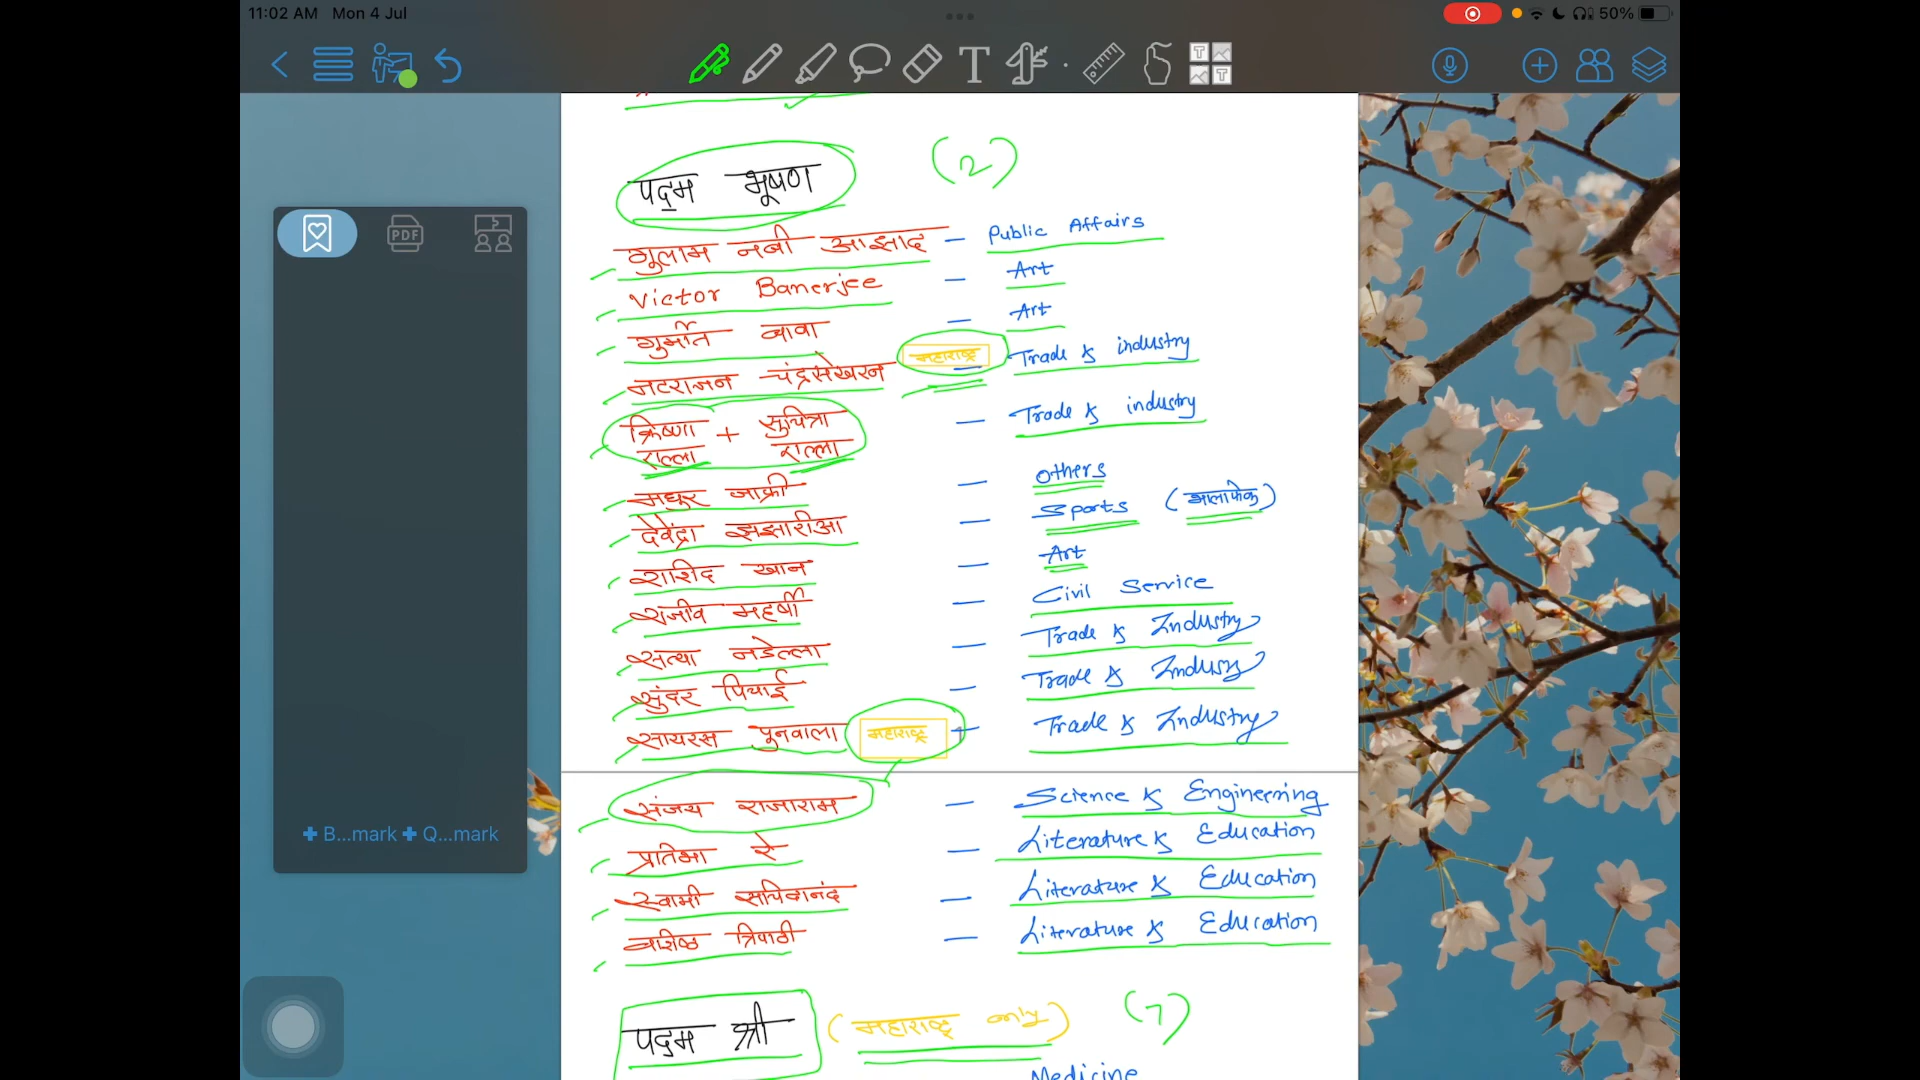 11:02 AM Mon 4 Jul
50%
T
PDF
B...mark Q...mark
पद्म भूषण (2)
गुलाम नबी आझाद - Public Affairs
Victor Banerjee - Art
गुर्मीत बावा - Art
नटराजन चंद्रसेखरन महाराष्ट्र - Trade & industry
क्रिष्णा + सुचित्रा - Trade & industry
एल्ला एल्ला
मधुर जाफ्री - Others
देवेंद्रा झझारीआ - Sports (भालाफेक)
राशिद खान - Art
राजीव महर्षी - Civil Service
सत्या नडेल्ला - Trade & Industry
सुंदर पिचाई - Trade & Industry
सायरस पुनवाला महाराष्ट्र - Trade & Industry
संजय राजाराम - Science & Engineering
प्रतिभा रे - Literature & Education
स्वामी सच्चिदानंद - Literature & Education
वशिष्ठ त्रिपाठी - Literature & Education
पद्म श्री (महाराष्ट्र only) (7)
Medicine